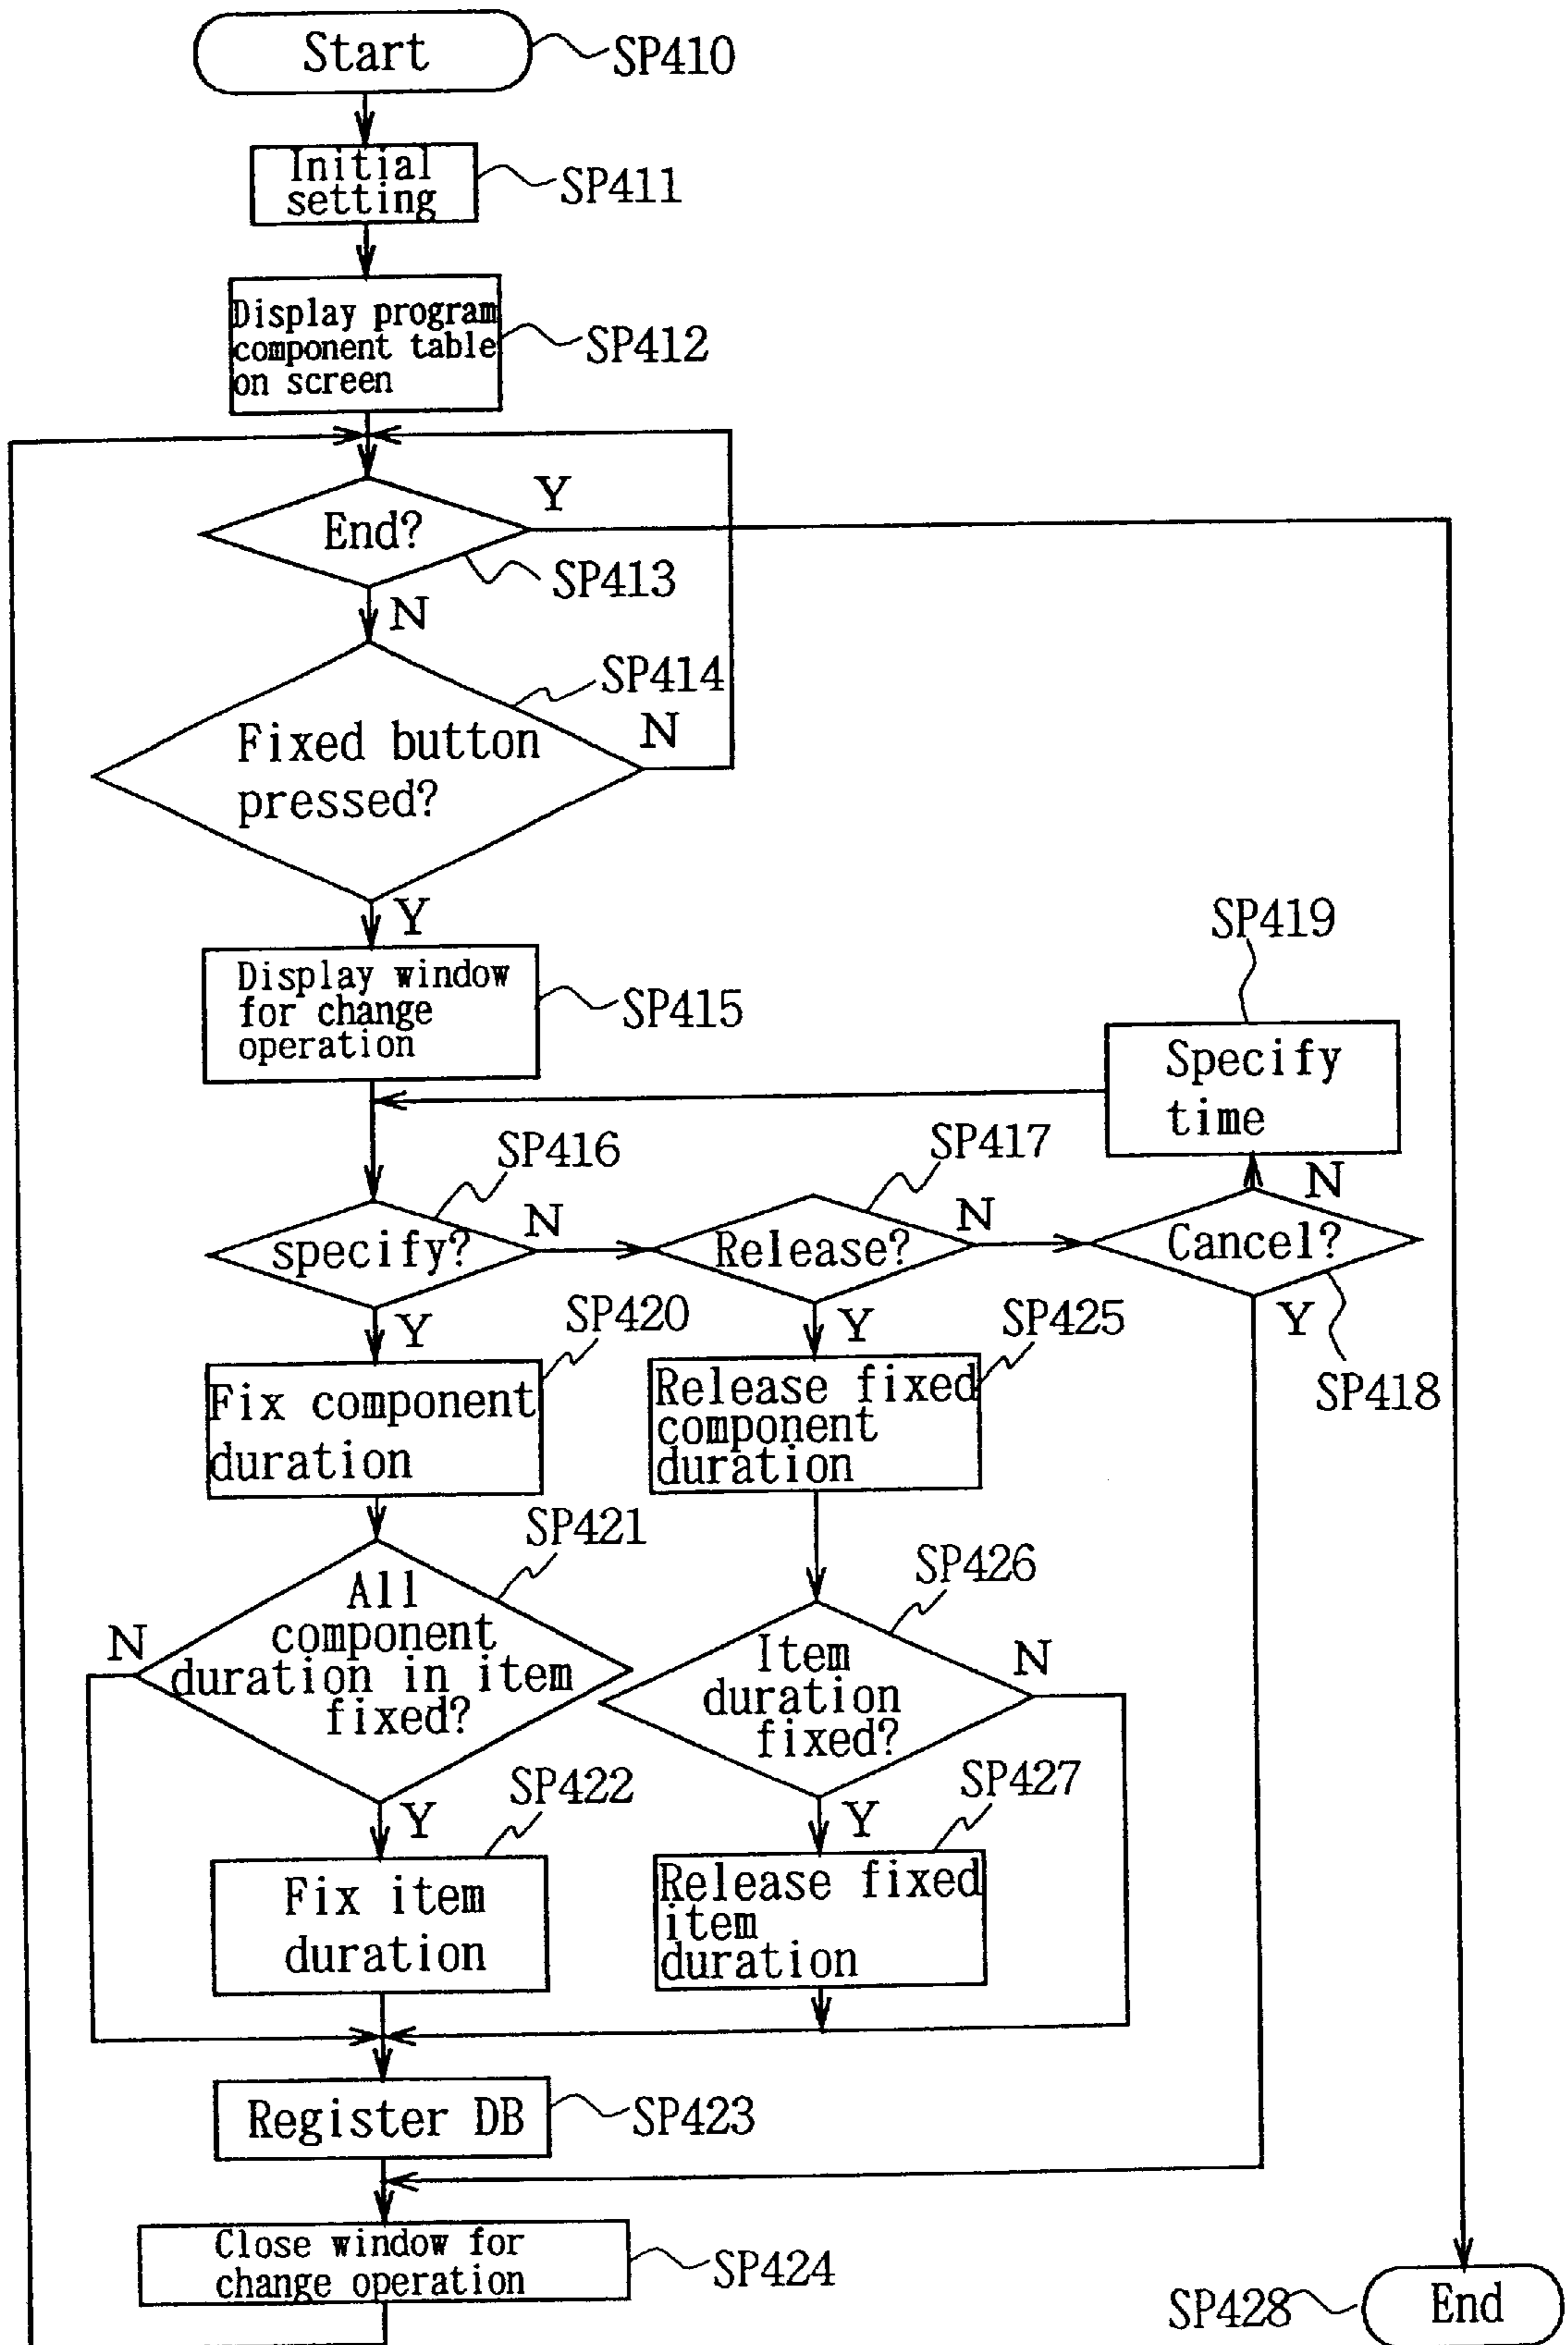 Start
SP410
Initial
setting
SP411
Display program
component table
on screen
SP412
Y
End?
SP413
N
SP414
Fixed button
pressed?
N
Y
SP419
Display window
for change
operation
SP415
Specify
time
SP416
SP417
N
specify?
N
Release?
N
Cancel?
SP420
Y
Y
SP425
Y
SP418
Fix component
duration
Release fixed
component
duration
SP421
SP426
All
component
duration in item
fixed?
N
Item
duration
fixed?
N
SP422
SP427
Y
Y
Fix item
duration
Release fixed
item
duration
Register DB
SP423
Close window for
change operation
SP424
SP428
End